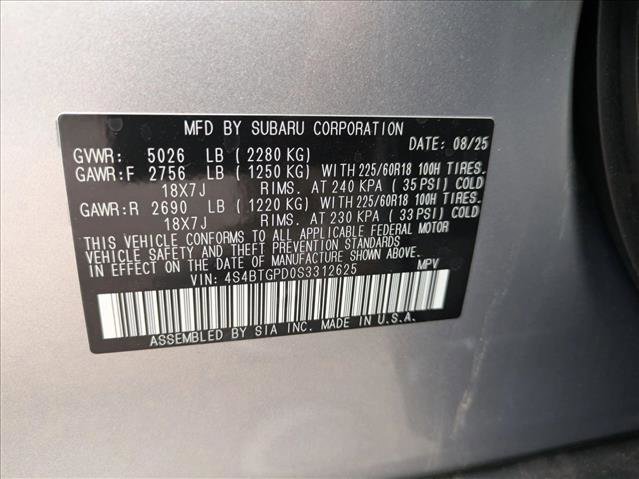 MFD BY SUBARU CORPORATION
DATE: 08/25
GVWR: 5026 LB ( 2280 KG)
GAWR:F 2756 LB ( 1250 KG) WITH 225/60R18 100H TIRES.
18X7J RIMS. AT 240 KPA ( 35 PSI) COLD
GAWR:R 2690 LB ( 1220 KG) WITH 225/60R18 100H TIRES.
18X7J RIMS. AT 230 KPA ( 33 PSI) COLD
THIS VEHICLE CONFORMS TO ALL APPLICABLE FEDERAL MOTOR
VEHICLE SAFETY AND THEFT PREVENTION STANDARDS
IN EFFECT ON THE DATE OF MANUFACTURE SHOWN ABOVE.
VIN: 4S4BTGPD0S3312625 MPV
ASSEMBLED BY SIA INC. MADE IN U.S.A.